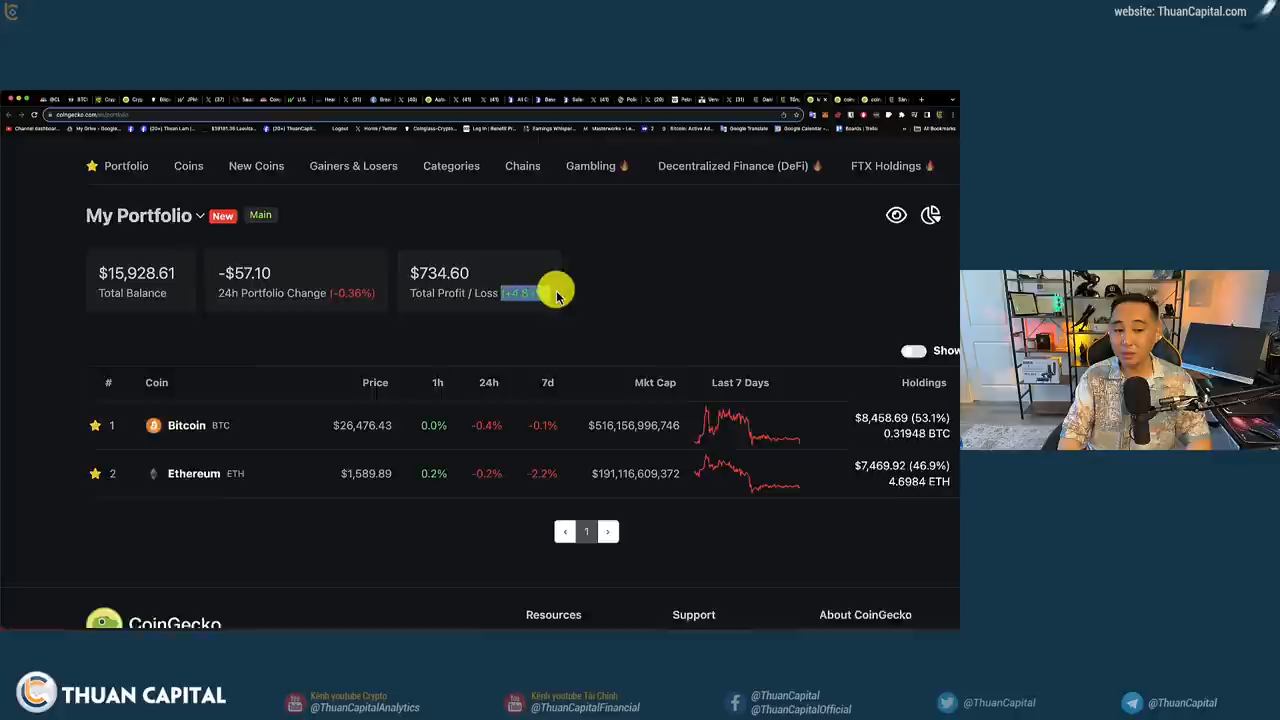 website: ThuanCapital.com
coingecko.com
Portfolio
Coins
New Coins
Gainers & Losers
Categories
Chains
Gambling
Decentralized Finance (DeFi)
FTX Holdings
My Portfolio
New
Main
$15,928.61
Total Balance
-$57.10
24h Portfolio Change (-0.36%)
$734.60
Total Profit / Loss
Show
# Coin Price 1h 24h 7d Mkt Cap Last 7 Days Holdings
1 Bitcoin BTC $26,476.43 0.0% -0.4% -0.1% $516,156,996,746 $8,458.69 (53.1%)
0.31948 BTC
2 Ethereum ETH $1,589.89 0.2% -0.2% -2.2% $191,116,609,372 $7,469.92 (46.9%)
4.6984 ETH
‹ 1 ›
CoinGecko
Resources
Support
About CoinGecko
THUAN CAPITAL
Kênh youtube Crypto
@ThuanCapitalAnalytics
Kênh youtube Tài Chính
@ThuanCapitalFinancial
@ThuanCapital
@ThuanCapitalOfficial
@ThuanCapital
@ThuanCapital